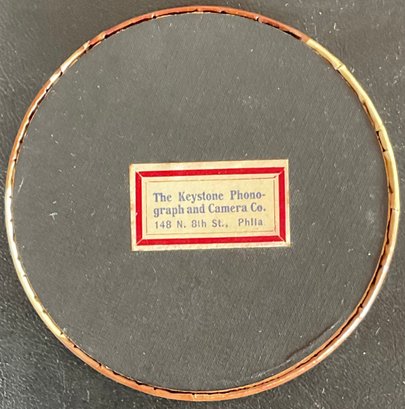 The Keystone Phono-
graph and Camera Co.
148 N. 8th St., Phila